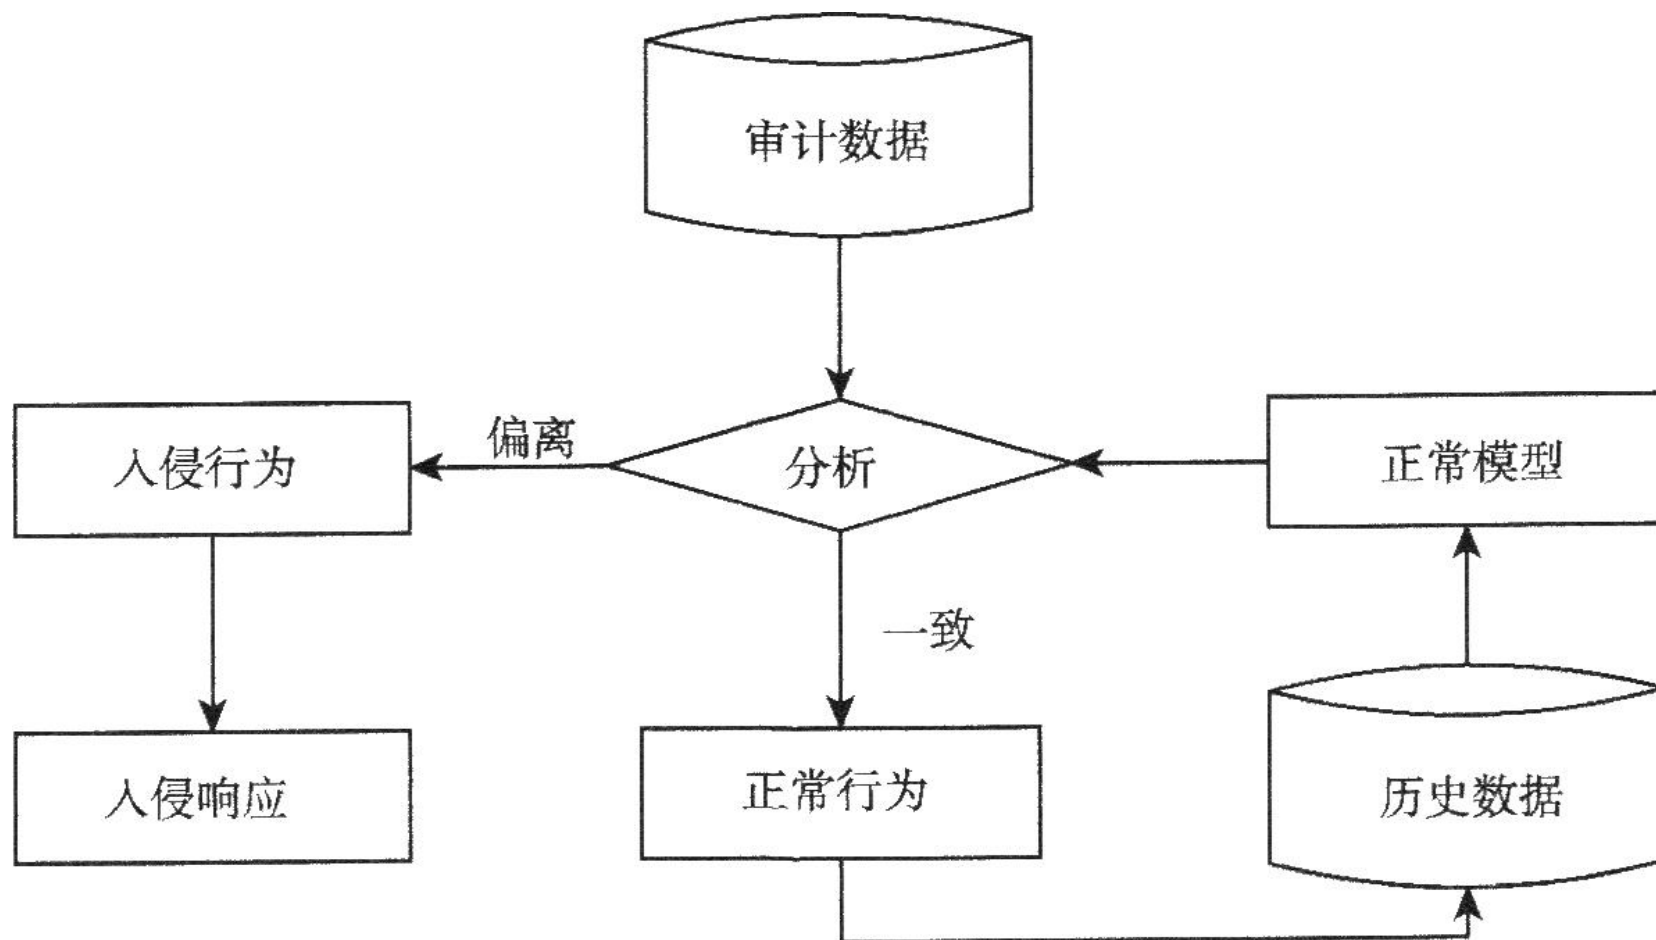 审计数据
入侵行为
偏离
分析
正常模型
一致
入侵响应
正常行为
历史数据